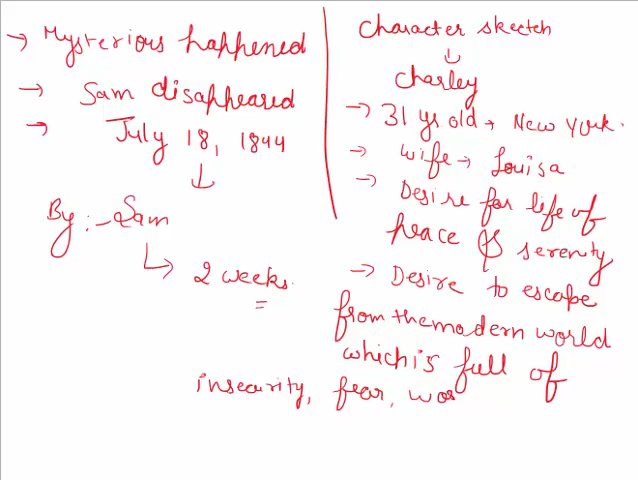 → Mysterious happened
→ Sam disappeared
→ July 18, 1844
↓
By:- Sam
↳ 2 weeks.
=
Character sketch
↓
Charley
→ 31 yrs old, New York.
→ Wife → Louisa
→ Desire for life of
peace & serenity
→ Desire to escape
from the modern world
which is full of
insecurity, fear, war